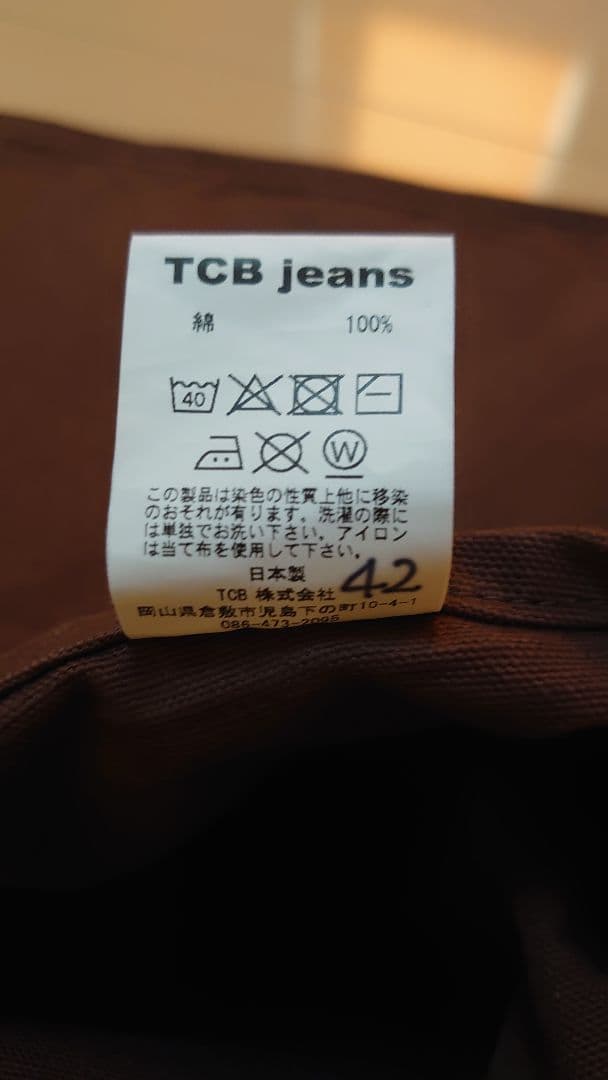 TCB jeans
綿 100%
40
W
この製品は染色の性質上他に移染
のおそれが有ります。洗濯の際に
は単独でお洗い下さい。アイロン
は当て布を使用して下さい。
日本製
TCB 株式会社 42
岡山県倉敷市児島下の町10-4-1
086-473-2095